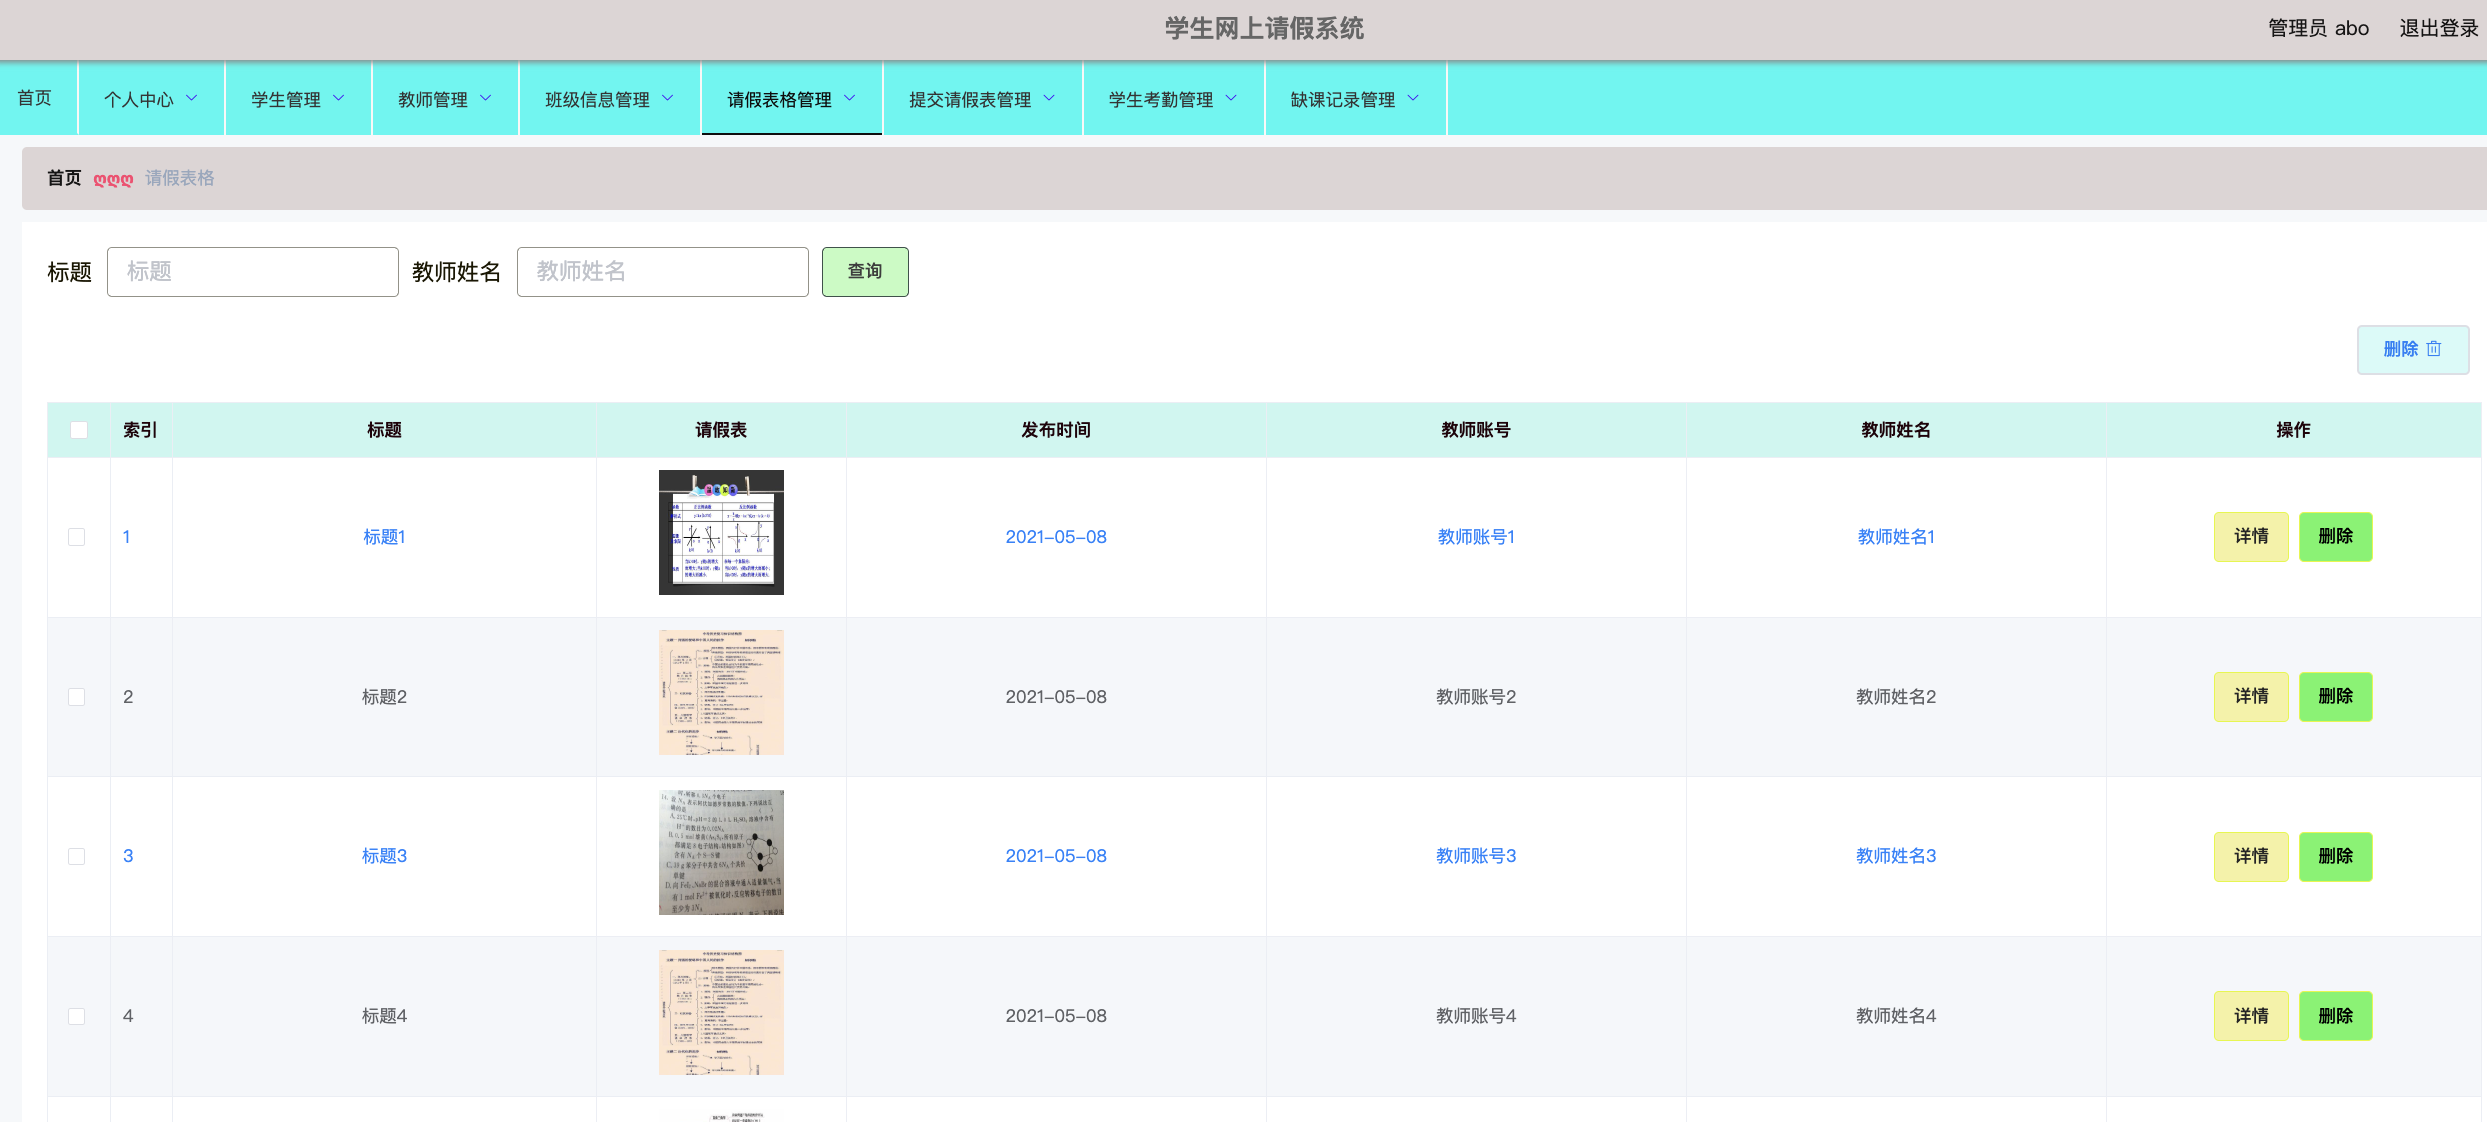 学生网上请假系统
管理员 abo 退出登录
首页 个人中心 学生管理 教师管理 班级信息管理 请假表格管理 提交请假表管理 学生考勤管理 缺课记录管理
首页 ღღღ 请假表格
标题 标题 教师姓名 教师姓名 查询
删除
索引 标题 请假表 发布时间 教师账号 教师姓名 操作
1 标题1 2021-05-08 教师账号1 教师姓名1 详情 删除
2 标题2 2021-05-08 教师账号2 教师姓名2 详情 删除
3 标题3 2021-05-08 教师账号3 教师姓名3 详情 删除
4 标题4 2021-05-08 教师账号4 教师姓名4 详情 删除